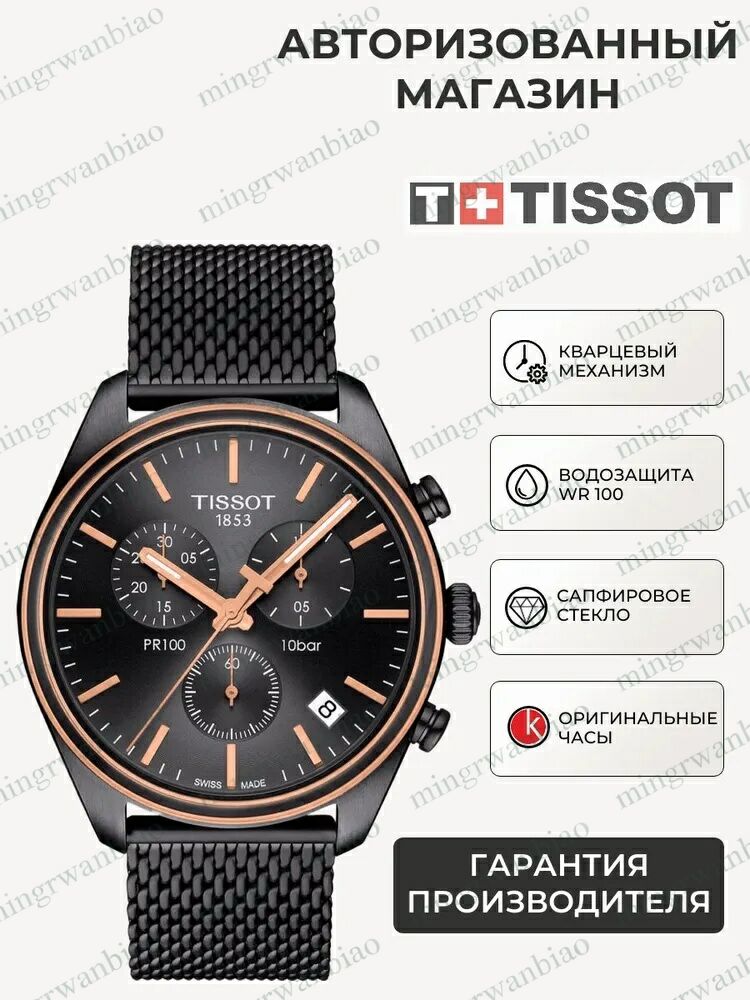 АВТОРИЗОВАННЫЙ
МАГАЗИН
T+TISSOT
КВАРЦЕВЫЙ
МЕХАНИЗМ
ВОДОЗАЩИТА
WR 100
САПФИРОВОЕ
СТЕКЛО
k
ОРИГИНАЛЬНЫЕ
ЧАСЫ
ГАРАНТИЯ
ПРОИЗВОДИТЕЛЯ
TISSOT
1853
30
05
20
15
05
PR100
10bar
60
8
SWISS MADE
mingrwanbiao